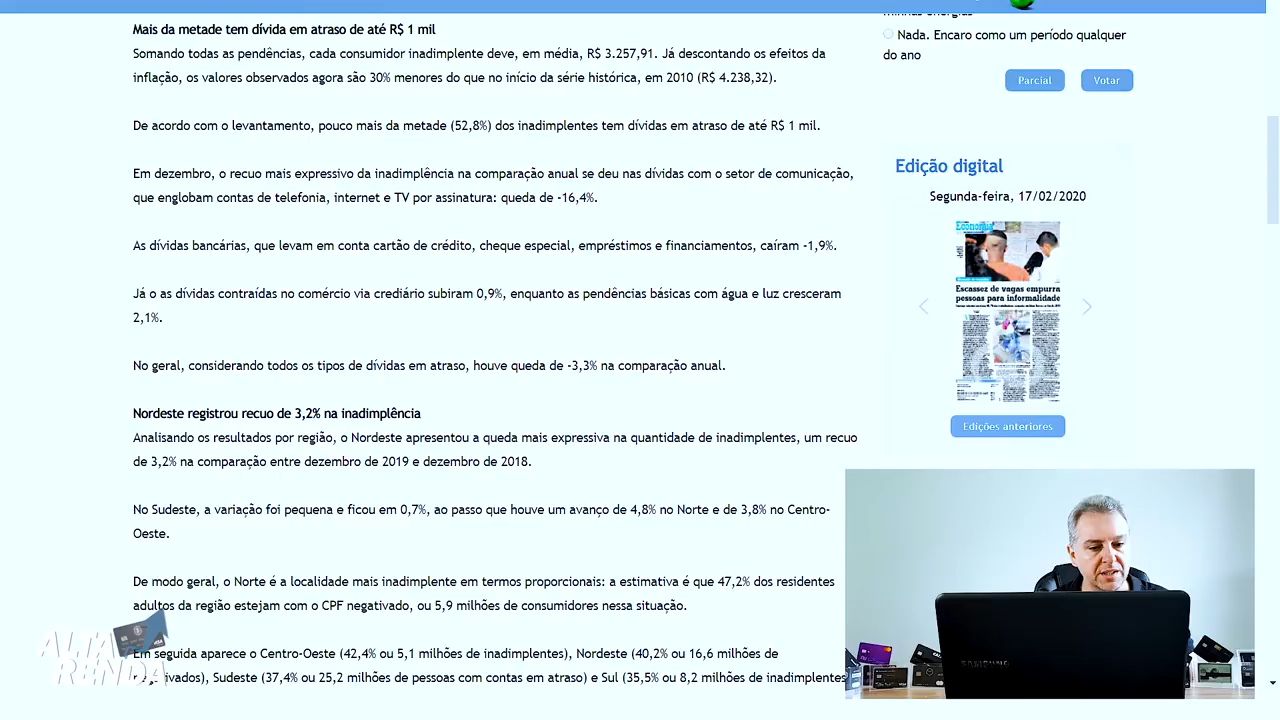 Mais da metade tem dívida em atraso de até R$ 1 mil
Somando todas as pendências, cada consumidor inadimplente deve, em média, R$ 3.257,91. Já descontando os efeitos da
inflação, os valores observados agora são 30% menores do que no início da série histórica, em 2010 (R$ 4.238,32).
De acordo com o levantamento, pouco mais da metade (52,8%) dos inadimplentes tem dívidas em atraso de até R$ 1 mil.
Em dezembro, o recuo mais expressivo da inadimplência na comparação anual se deu nas dívidas com o setor de comunicação,
que englobam contas de telefonia, internet e TV por assinatura: queda de -16,4%.
As dívidas bancárias, que levam em conta cartão de crédito, cheque especial, empréstimos e financiamentos, caíram -1,9%.
Já o as dívidas contraídas no comércio via crediário subiram 0,9%, enquanto as pendências básicas com água e luz cresceram
2,1%.
No geral, considerando todos os tipos de dívidas em atraso, houve queda de -3,3% na comparação anual.
Nordeste registrou recuo de 3,2% na inadimplência
Analisando os resultados por região, o Nordeste apresentou a queda mais expressiva na quantidade de inadimplentes, um recuo
de 3,2% na comparação entre dezembro de 2019 e dezembro de 2018.
No Sudeste, a variação foi pequena e ficou em 0,7%, ao passo que houve um avanço de 4,8% no Norte e de 3,8% no Centro-
Oeste.
De modo geral, o Norte é a localidade mais inadimplente em termos proporcionais: a estimativa é que 47,2% dos residentes
adultos da região estejam com o CPF negativado, ou 5,9 milhões de consumidores nessa situação.
Em seguida aparece o Centro-Oeste (42,4% ou 5,1 milhões de inadimplentes), Nordeste (40,2% ou 16,6 milhões de
Sudeste (37,4% ou 25,2 milhões de pessoas com contas em atraso) e Sul (35,5% ou 8,2 milhões de inadimplentes
minhas energias
Nada. Encaro como um período qualquer
do ano
Parcial
Votar
Edição digital
Segunda-feira, 17/02/2020
Economia
Escassez de vagas empurra
pessoas para informalidade
Edições anteriores
ALTA
RENDA
SAMSUNG